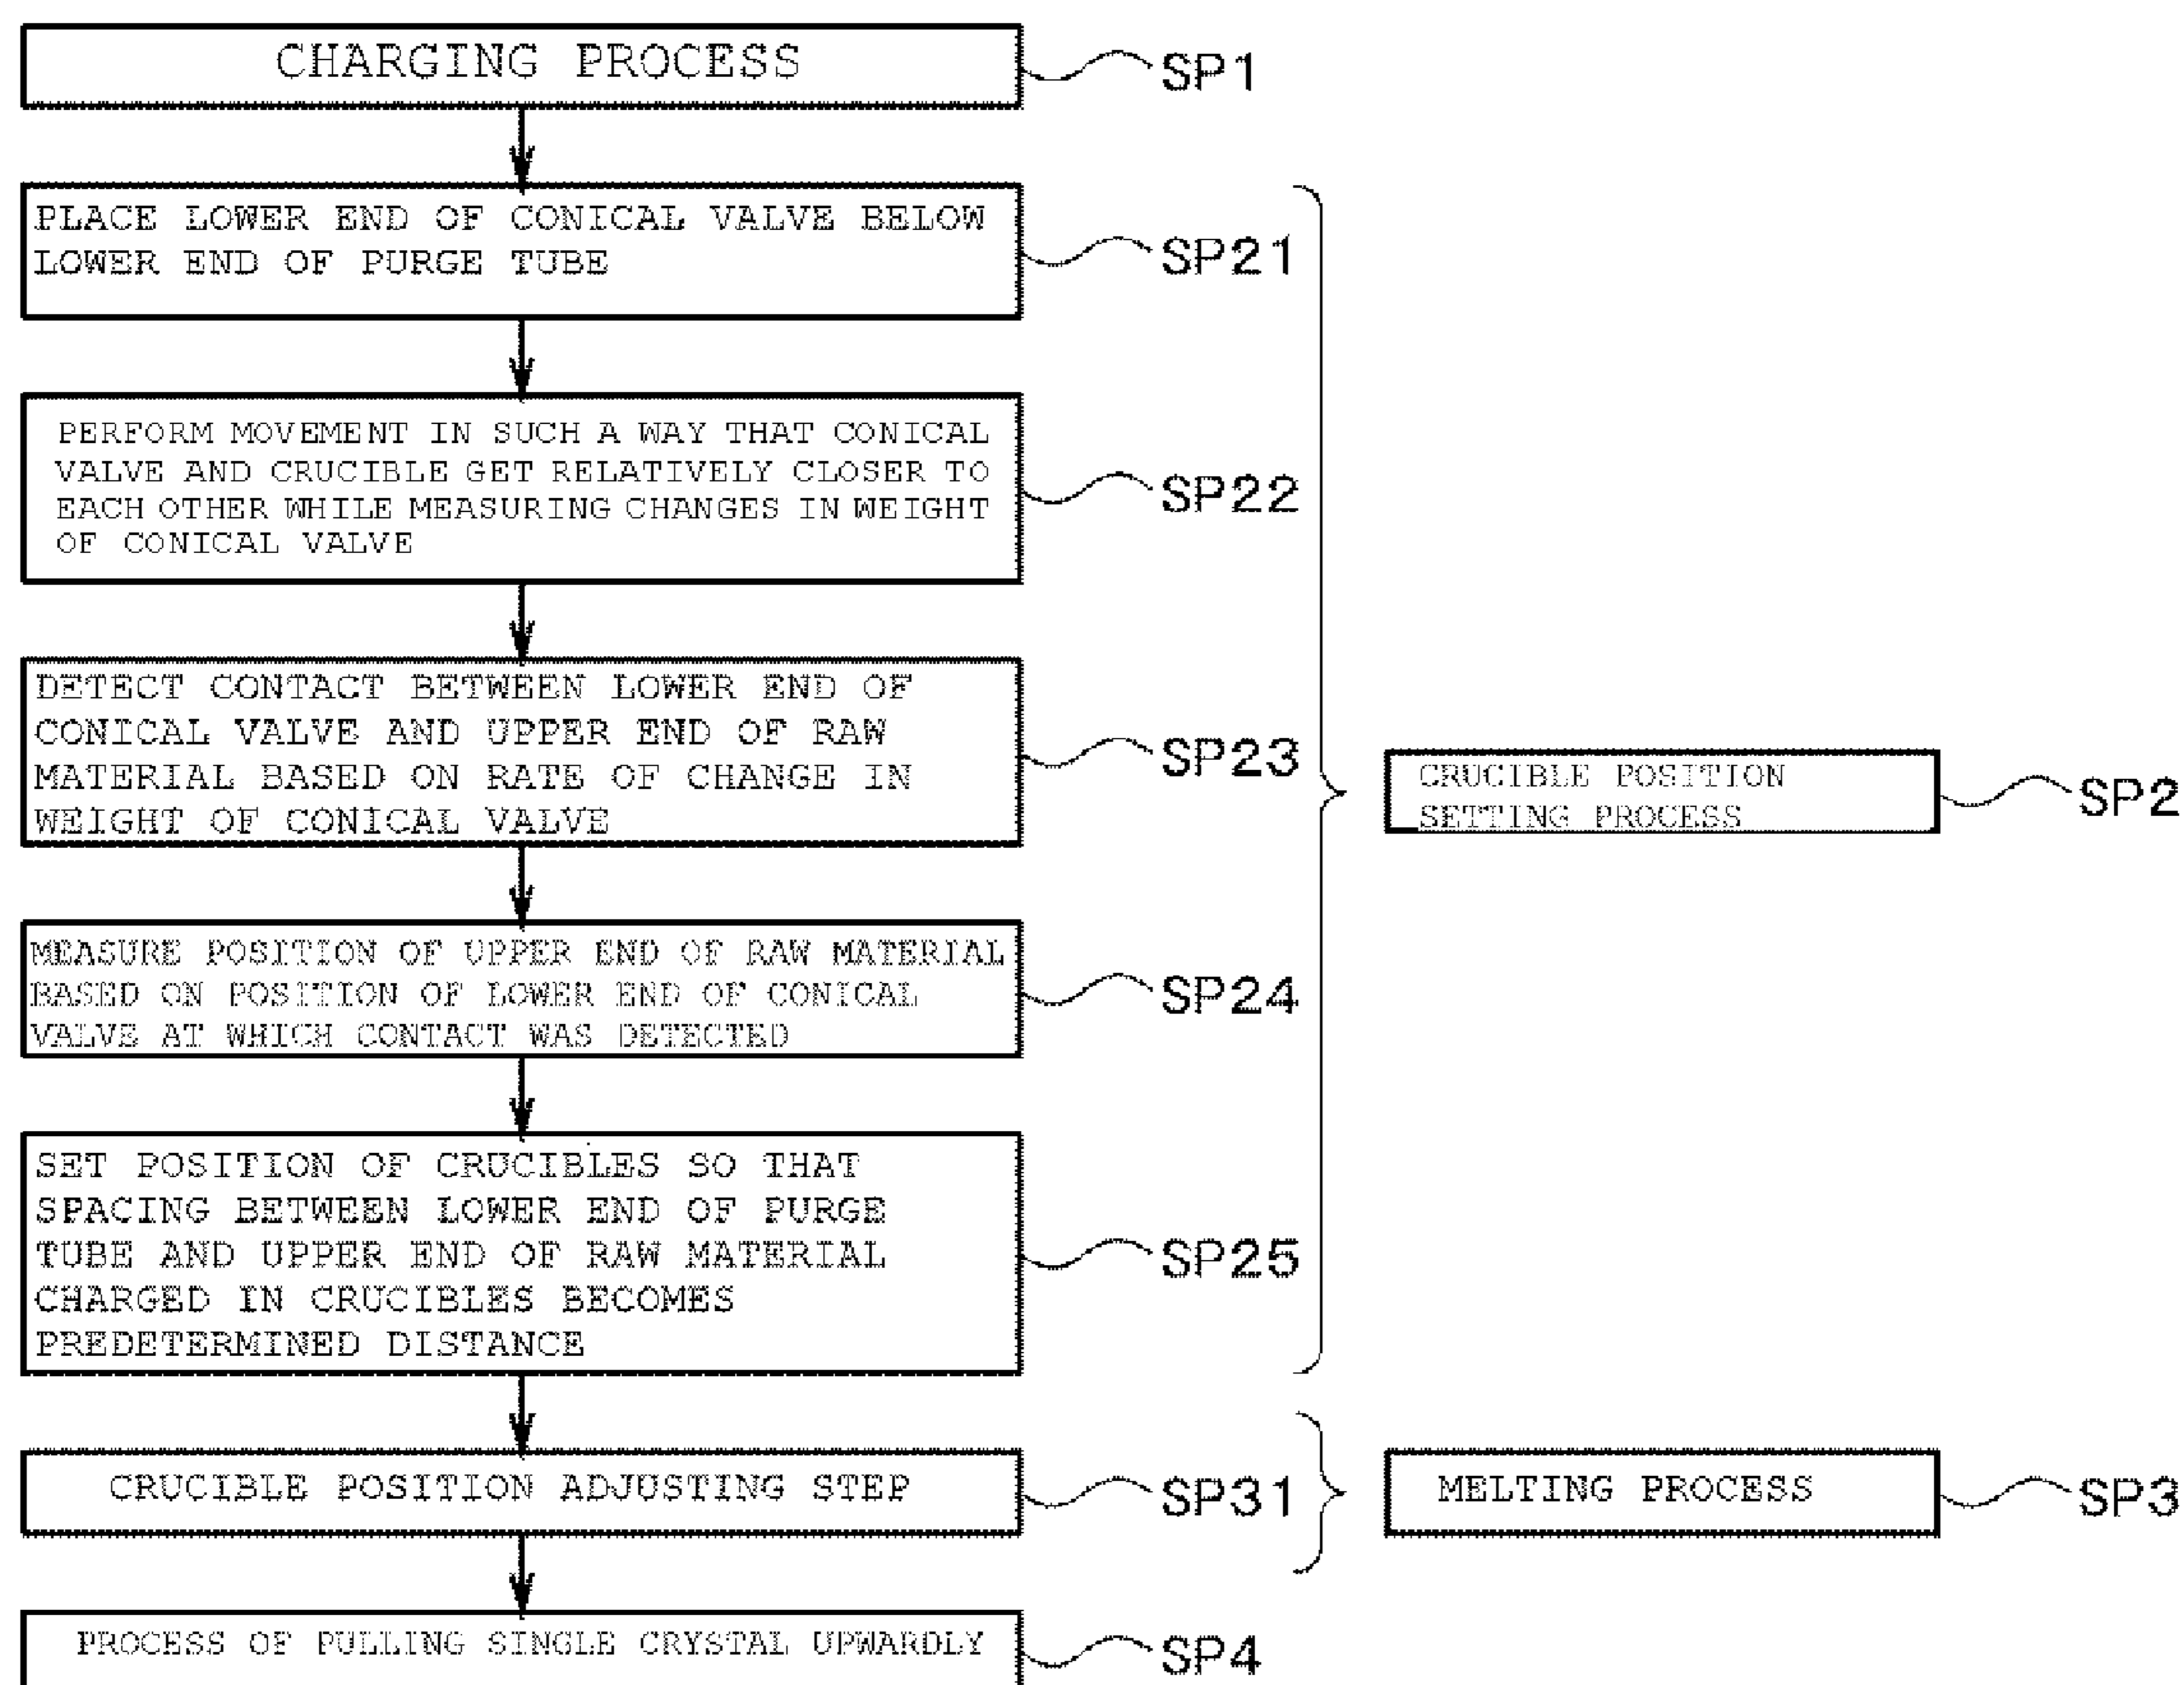 CHARGING PROCESS
SP1
PLACE LOWER END OF CONICAL VALVE BELOW
LOWER END OF PURGE TUBE
SP21
PERFORM MOVEMENT IN SUCH A WAY THAT CONICAL
VALVE AND CRUCIBLE GET RELATIVELY CLOSER TO
EACH OTHER WHILE MEASURING CHANGES IN WEIGHT
OF CONICAL VALVE
SP22
DETECT CONTACT BETWEEN LOWER END OF
CONICAL VALVE AND UPPER END OF RAW
MATERIAL BASED ON RATE OF CHANGE IN
WEIGHT OF CONICAL VALVE
SP23
CRUCIBLE POSITION
SETTING PROCESS
SP2
MEASURE POSITION OF UPPER END OF RAW MATERIAL
BASED ON POSITION OF LOWER END OF CONICAL
VALVE AT WHICH CONTACT WAS DETECTED
SP24
SET POSITION OF CRUCIBLES SO THAT
SPACING BETWEEN LOWER END OF PURGE
TUBE AND UPPER END OF RAW MATERIAL
CHARGED IN CRUCIBLES BECOMES
PREDETERMINED DISTANCE
SP25
CRUCIBLE POSITION ADJUSTING STEP
SP31
MELTING PROCESS
SP3
PROCESS OF PULLING SINGLE CRYSTAL UPWARDLY
SP4